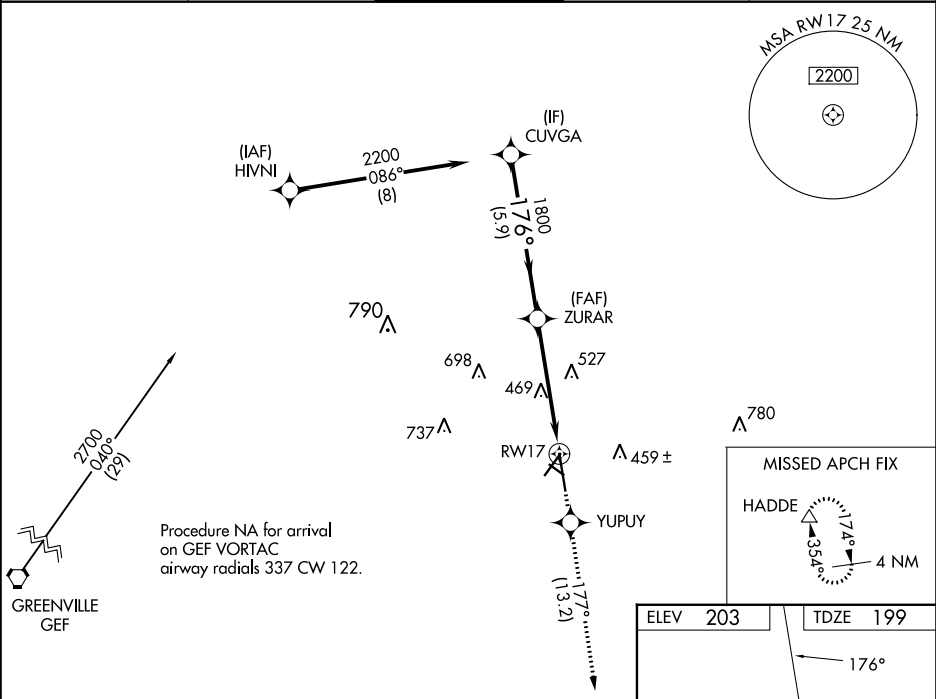 MSA RW17 25 NM
2200
(IF)
CUVGA
(IAF)
HIVNI
2200
086°
(8)
1800
176°
(5.9)
(FAF)
ZURAR
790
698
527
469
737
780
RW17
459 ±
2700
040°
(29)
MISSED APCH FIX
HADDE
174°
354°
4 NM
YUPUY
Procedure NA for arrival
on GEF VORTAC
airway radials 337 CW 122.
177°
(13.2)
GREENVILLE
GEF
ELEV 203
TDZE 199
176°